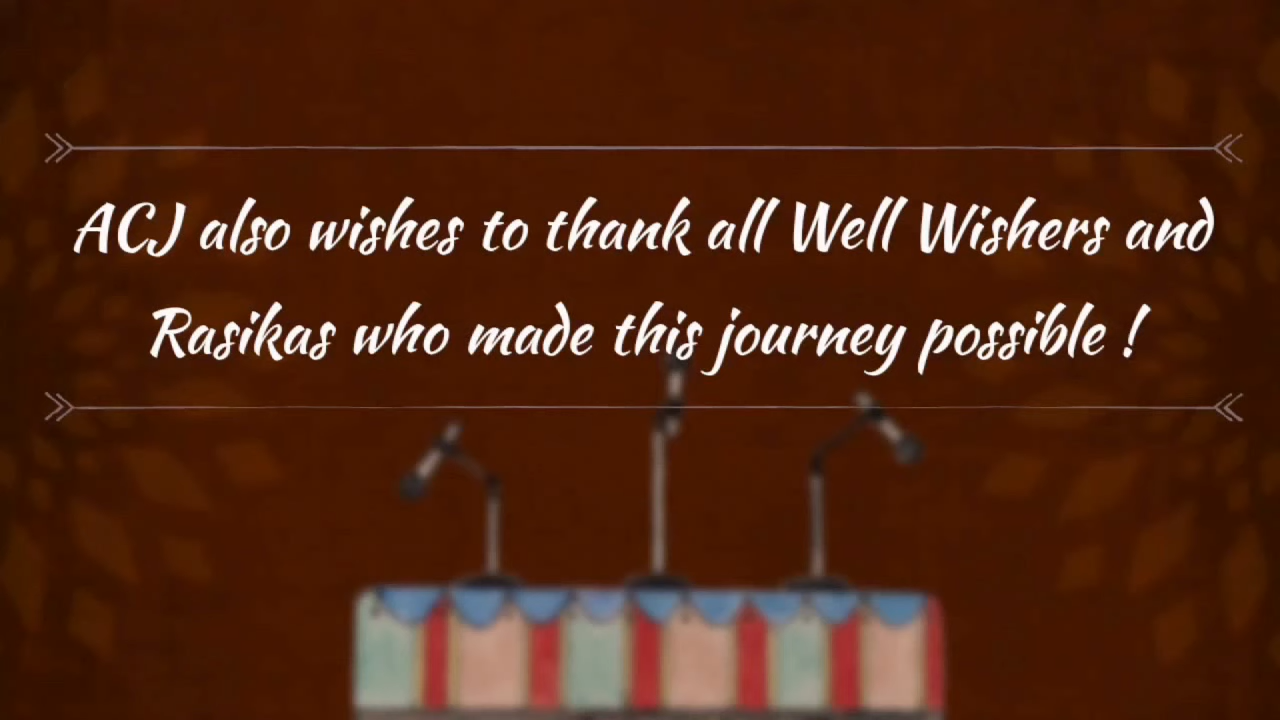 ACJ also wishes to thank all Well Wishers and
Rasikas who made this journey possible !